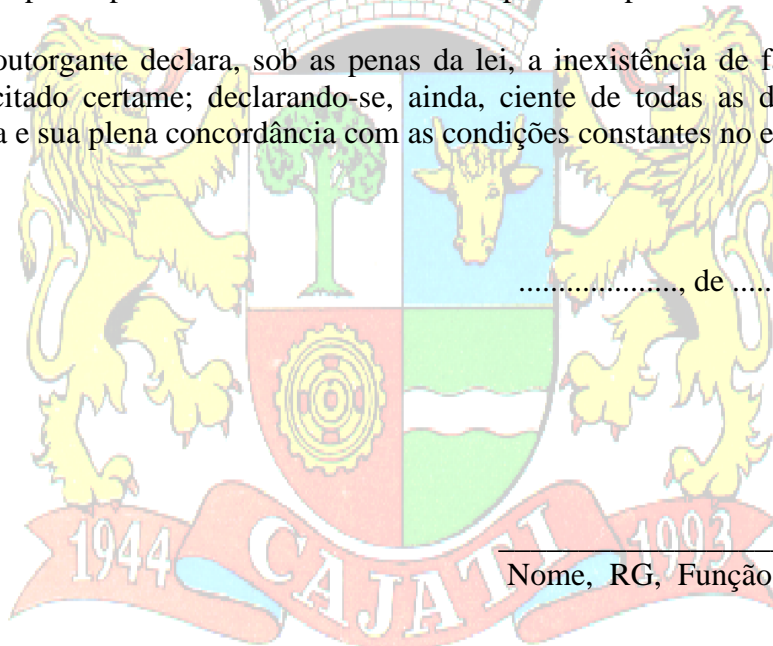 outorgante declara, sob as penas da lei, a inexistência de f
citado certame; declarando-se, ainda, ciente de todas as d
a e sua plena concordância com as condições constantes no e
...................., de ......
Nome, RG, Função
1944 CAJATI 1993